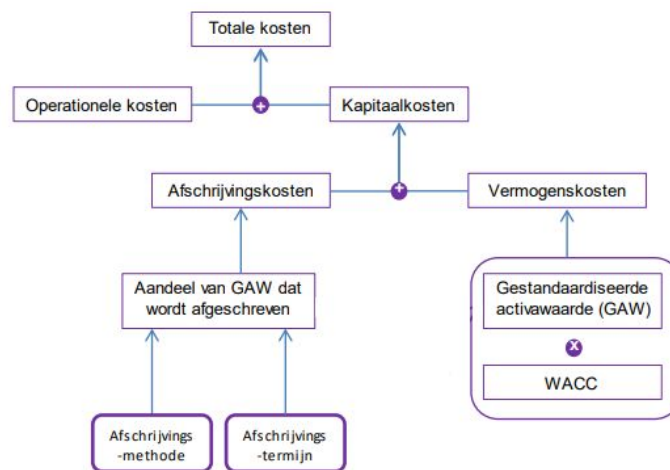 Totale kosten
Operationele kosten
+
Kapitaalkosten
Afschrijvingskosten
+
Vermogenskosten
Aandeel van GAW dat
wordt afgeschreven
Gestandaardiseerde
activawaarde (GAW)
x
WACC
Afschrijvings
-methode
Afschrijvings
-termijn